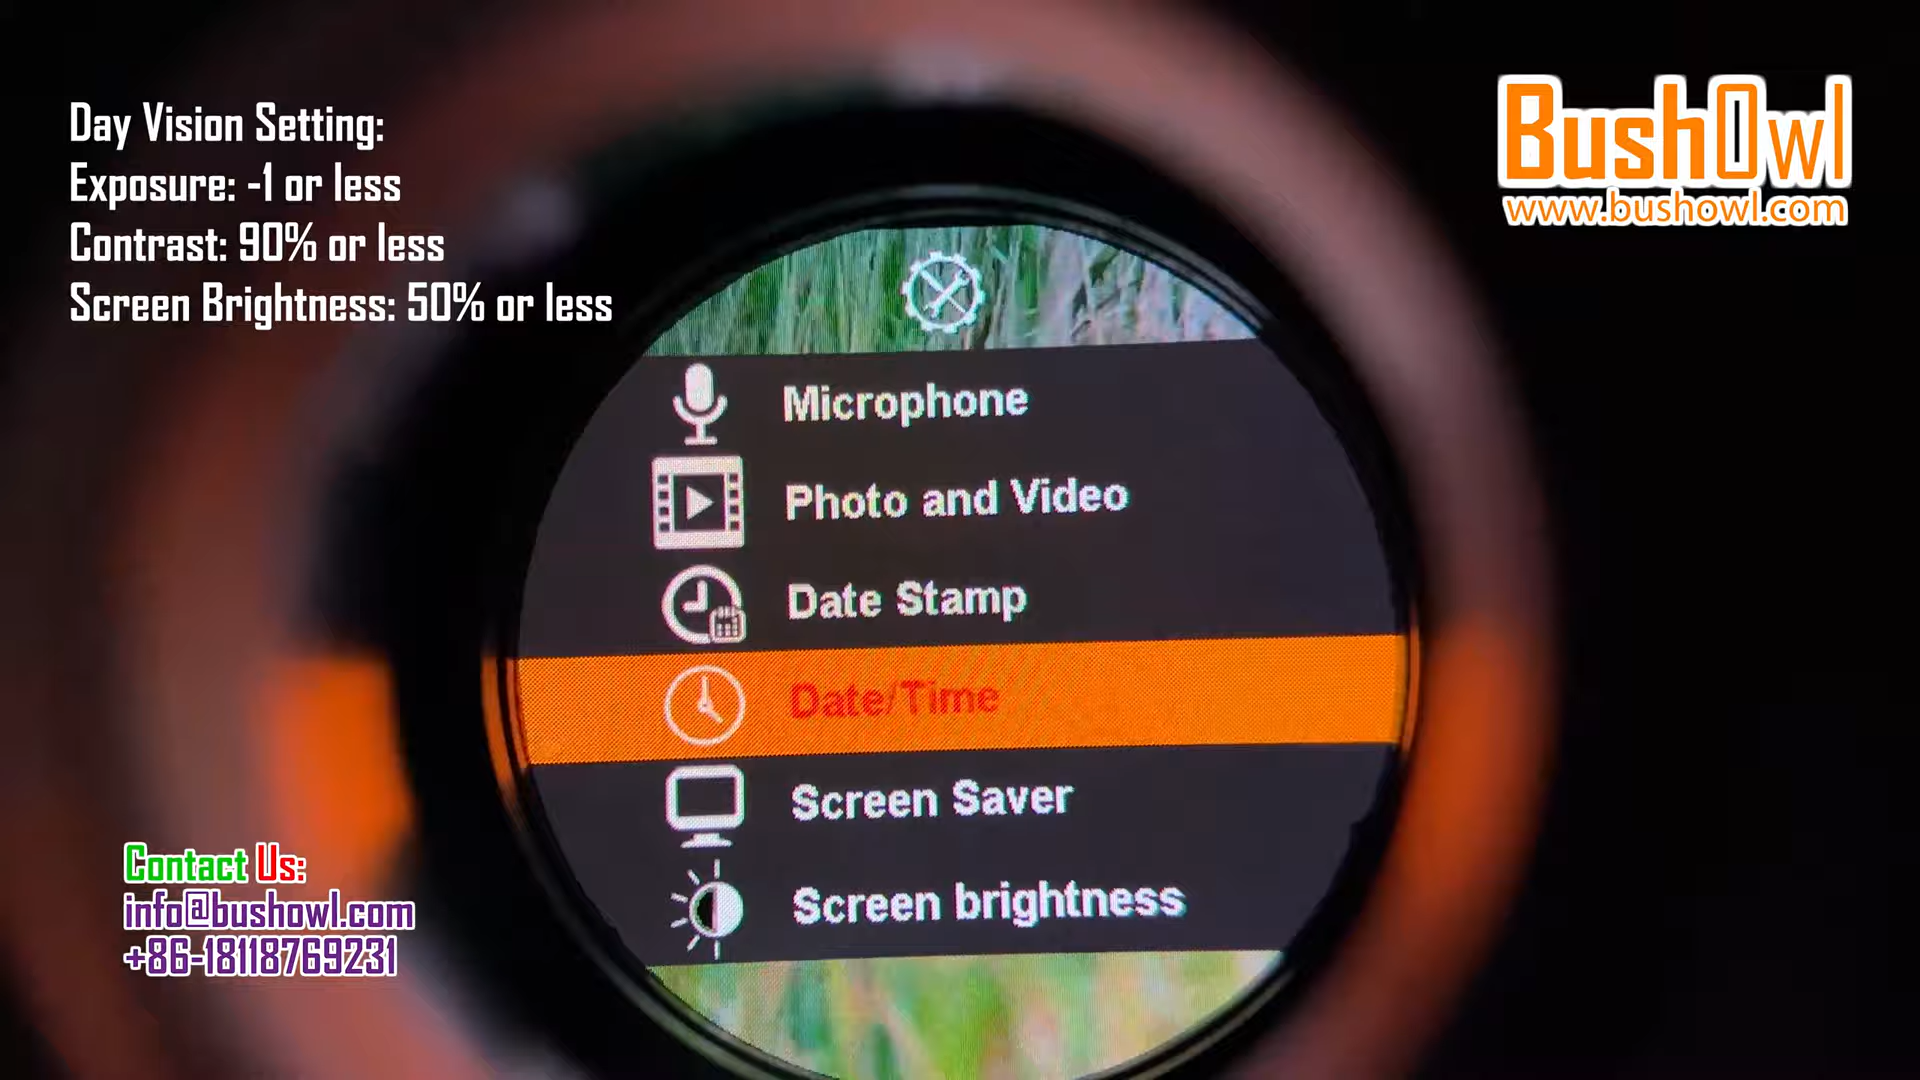 Day Vision Setting:
Exposure: -1 or less
Contrast: 90% or less
Screen Brightness: 50% or less
BushOwl
www.bushowl.com
Microphone
Photo and Video
Date Stamp
Date/Time
Screen Saver
Screen brightness
Contact Us:
info@bushowl.com
+86-18118769231